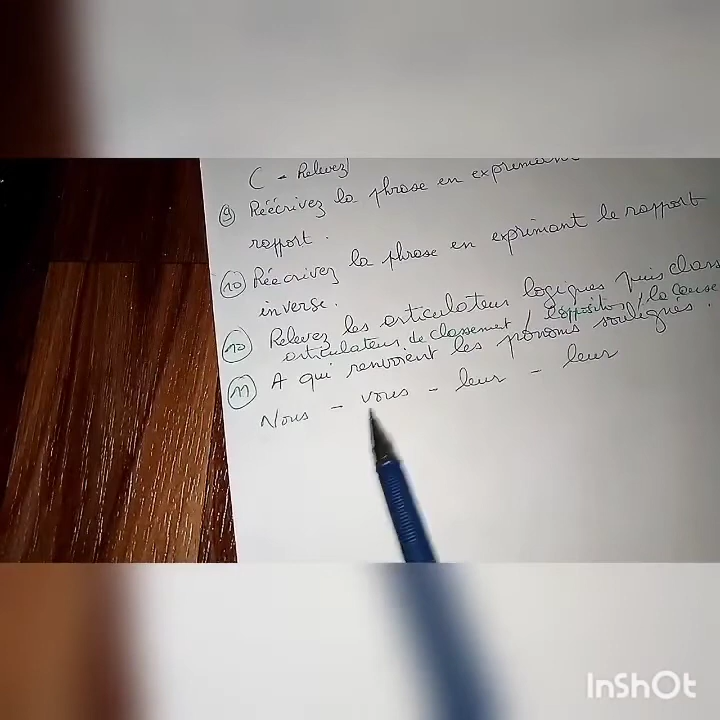 C - Relevez
⑨ Réécrivez la phrase en exprimant
rapport.
⑩ Réécrivez la phrase en exprimant le rapport
inverse.
⑩ Relevez les articulateurs logiques puis class
articulateurs de classement / l'opposition / la cause
⑪ A qui renvoient les pronoms soulignés.
Nous - vous - leur - leur
InShOt